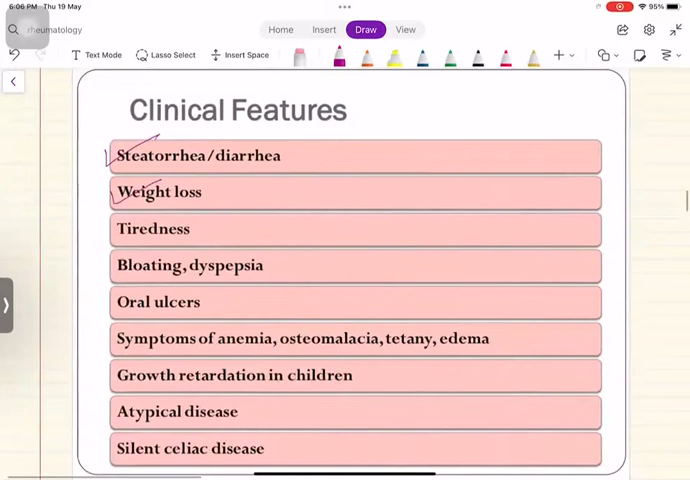 6:06 PM Thu 19 May
95%
rheumatology
Home Insert Draw View
Text Mode Lasso Select Insert Space
Clinical Features
Steatorrhea/diarrhea
Weight loss
Tiredness
Bloating, dyspepsia
Oral ulcers
Symptoms of anemia, osteomalacia, tetany, edema
Growth retardation in children
Atypical disease
Silent celiac disease